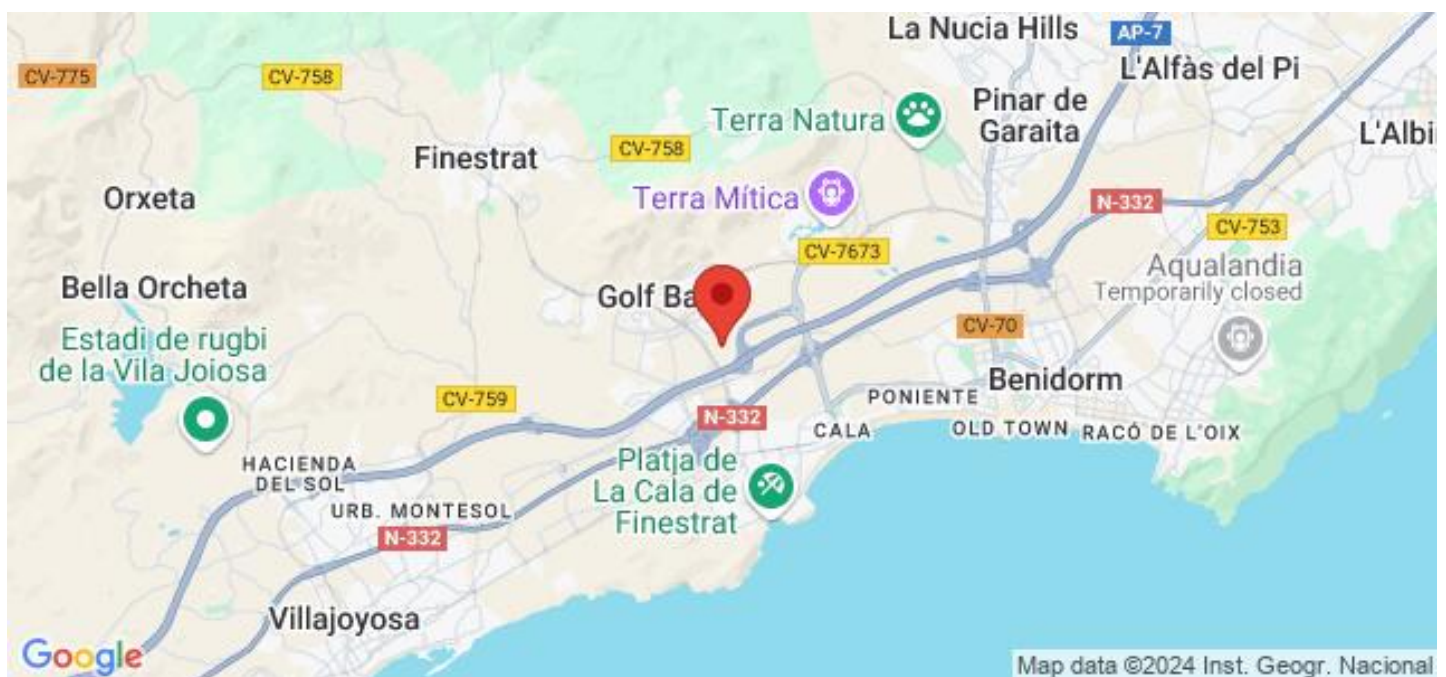 La Nucia Hills
AP-7
CV-775
CV-758
L'Alfàs del Pi
Pinar de
Garaita
Terra Natura
L'Albi
Finestrat
CV-758
Orxeta
Terra Mítica
N-332
CV-753
CV-7673
Bella Orcheta
Golf Ba
Aqualandia
Temporarily closed
Estadi de rugbi
de la Vila Joiosa
CV-70
Benidorm
CV-759
PONIENTE
N-332
CALA
OLD TOWN
RACÓ DE L'OIX
HACIENDA
DEL SOL
Platja de
La Cala de
Finestrat
URB. MONTESOL
N-332
Villajoyosa
Google
Map data ©2024 Inst. Geogr. Nacional